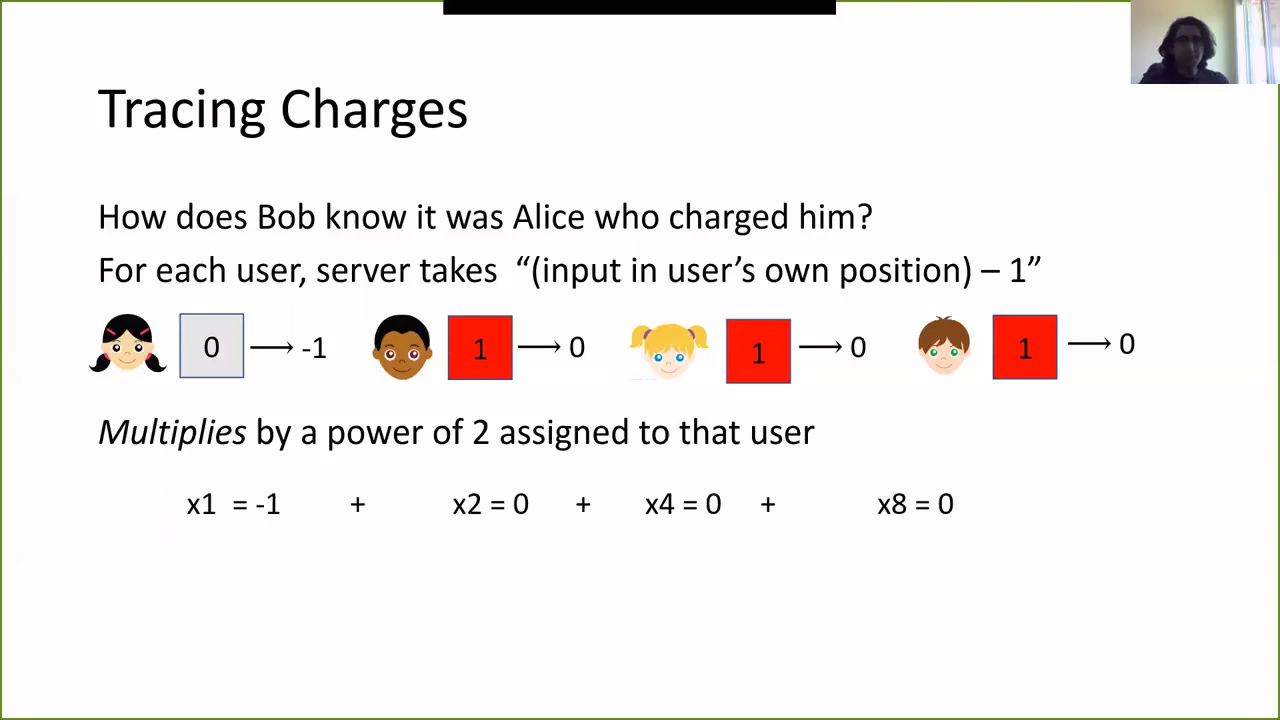 Tracing Charges
How does Bob know it was Alice who charged him?
For each user, server takes “(input in user’s own position) – 1”
0 → -1 1 → 0 1 → 0 1 → 0
Multiplies by a power of 2 assigned to that user
x1 = -1 + x2 = 0 + x4 = 0 + x8 = 0